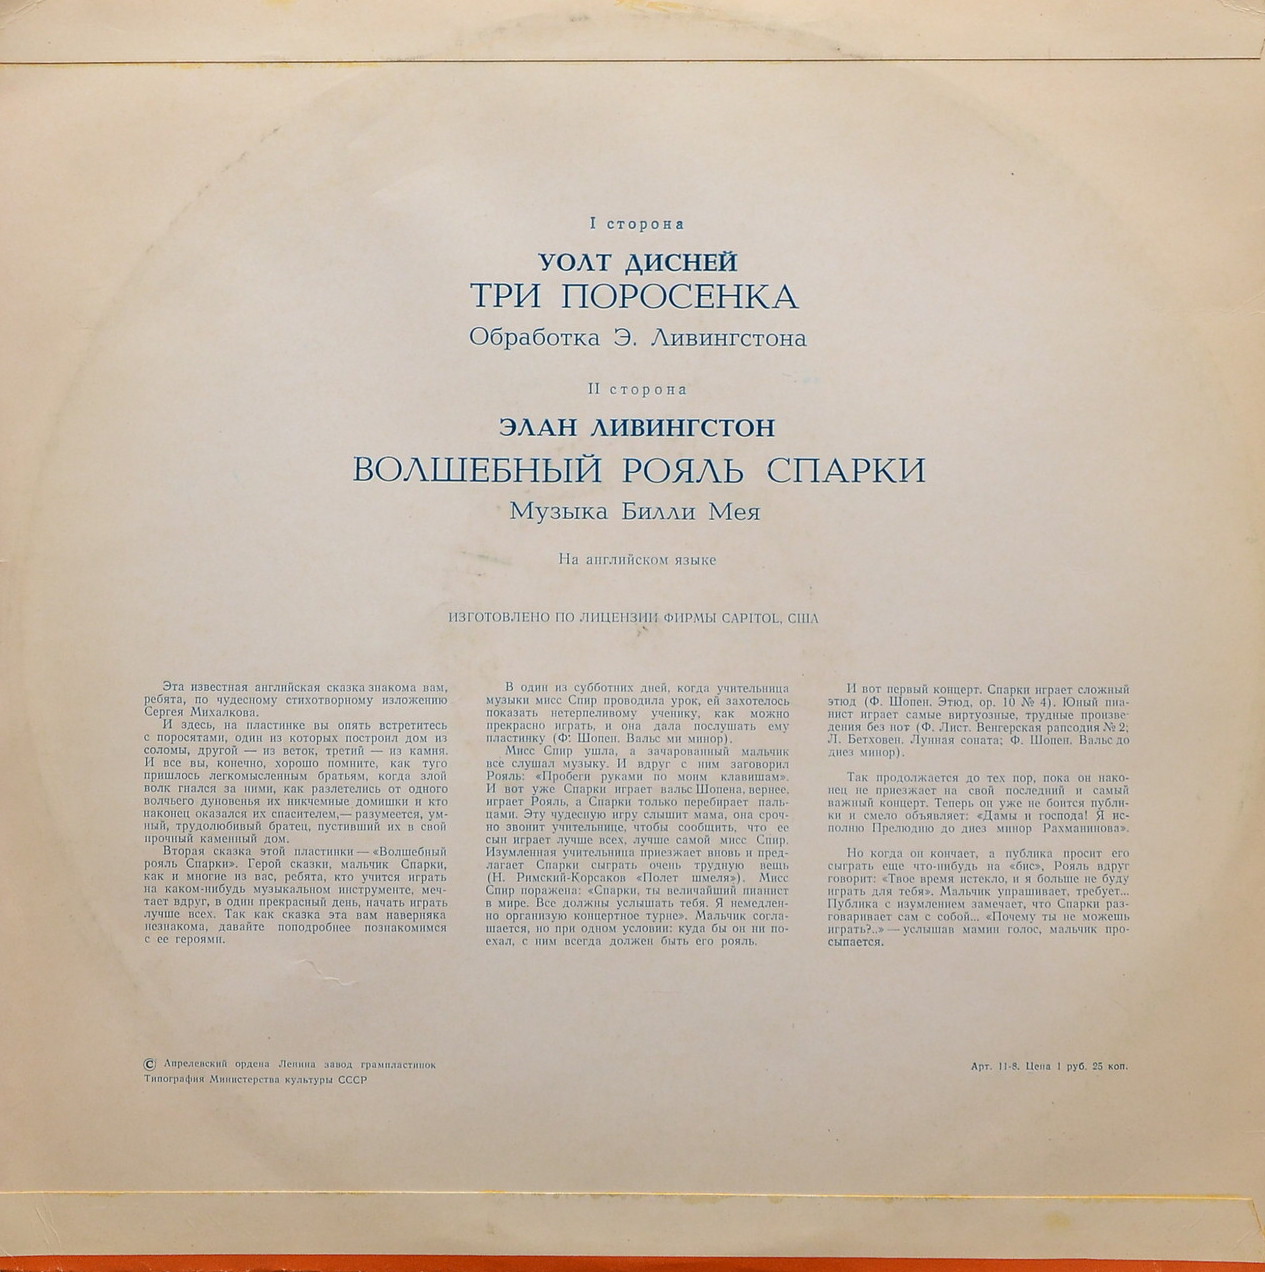 I сторона
УОЛТ ДИСНЕЙ
ТРИ ПОРОСЕНКА
Обработка Э. Ливингстона
II сторона
ЭЛАН ЛИВИНГСТОН
ВОЛШЕБНЫЙ РОЯЛЬ СПАРКИ
Музыка Билли Мея
На английском языке
ИЗГОТОВЛЕНО ПО ЛИЦЕНЗИИ ФИРМЫ CAPITOL, США
Эта известная английская сказка знакома вам,
ребята, по чудесному стихотворному изложению
Сергея Михалкова.
И здесь, на пластинке вы опять встретитесь
с поросятами, один из которых построил дом из
соломы, другой — из веток, третий — из камня.
И все вы, конечно, хорошо помните, как туго
пришлось легкомысленным братьям, когда злой
волк гнался за ними, как разлетелись от одного
волчьего дуновенья их никчемные домишки и кто
наконец оказался их спасителем,— разумеется, ум-
ный, трудолюбивый братец, пустивший их в свой
прочный каменный дом.
Вторая сказка этой пластинки — «Волшебный
рояль Спарки». Герой сказки, мальчик Спарки,
как и многие из вас, ребята, кто учится играть
на каком-нибудь музыкальном инструменте, меч-
тает вдруг, в один прекрасный день, начать играть
лучше всех. Так как сказка эта вам наверняка
незнакома, давайте поподробнее познакомимся
с ее героями.
В один из субботних дней, когда учительница
музыки мисс Спир проводила урок, ей захотелось
показать нетерпеливому ученику, как можно
прекрасно играть, и она дала послушать ему
пластинку (Ф. Шопен. Вальс ми минор).
Мисс Спир ушла, а зачарованный мальчик
все слушал музыку. И вдруг с ним заговорил
Рояль: «Пробеги руками по моим клавишам».
И вот уже Спарки играет вальс Шопена, вернее,
играет Рояль, а Спарки только перебирает паль-
цами. Эту чудесную игру слышит мама, она сроч-
но звонит учительнице, чтобы сообщить, что ее
сын играет лучше всех, лучше самой мисс Спир.
Изумленная учительница приезжает вновь и пред-
лагает Спарки сыграть очень трудную вещь
(Н. Римский-Корсаков «Полет шмеля»). Мисс
Спир поражена: «Спарки, ты величайший пианист
в мире. Все должны услышать тебя. Я немедлен-
но организую концертное турне». Мальчик согла-
шается, но при одном условии: куда бы он ни по-
ехал, с ним всегда должен быть его рояль.
И вот первый концерт. Спарки играет сложный
этюд (Ф. Шопен. Этюд, ор. 10 № 4). Юный пиа-
нист играет самые виртуозные, трудные произве-
дения без нот (Ф. Лист. Венгерская рапсодия № 2;
Л. Бетховен. Лунная соната; Ф. Шопен. Вальс до
диез минор).
Так продолжается до тех пор, пока он нако-
нец не приезжает на свой последний и самый
важный концерт. Теперь он уже не боится публи-
ки и смело объявляет: «Дамы и господа! Я ис-
полню Прелюдию до диез минор Рахманинова».
Но когда он кончает, а публика просит его
сыграть еще что-нибудь на «бис», Рояль вдруг
говорит: «Твое время истекло, и я больше не буду
играть для тебя». Мальчик упрашивает, требует...
Публика с изумлением замечает, что Спарки раз-
говаривает сам с собой... «Почему ты не можешь
играть?..» — услышав мамин голос, мальчик про-
сыпается.
© Апрелевский ордена Ленина завод грампластинок
Типография Министерства культуры СССР
Арт. 11-8. Цена 1 руб. 25 коп.